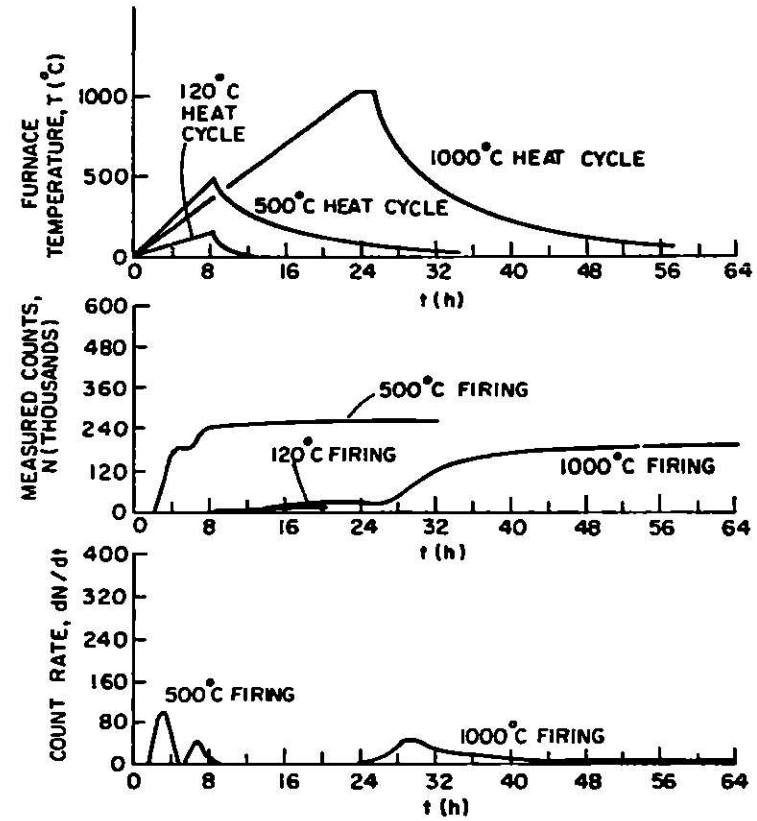 FURNACE
TEMPERATURE, T (°C)
1000
500
0
120°C
HEAT
CYCLE
1000°C HEAT CYCLE
500°C HEAT CYCLE
0 8 16 24 32 40 48 56 64
t (h)
MEASURED COUNTS,
N (THOUSANDS)
600
480
360
240
120
0
500°C FIRING
120°C FIRING
1000°C FIRING
0 8 16 24 32 40 48 56 64
t (h)
COUNT RATE, dN/dt
400
320
240
160
80
0
500°C FIRING
1000°C FIRING
0 8 16 24 32 40 48 56 64
t (h)